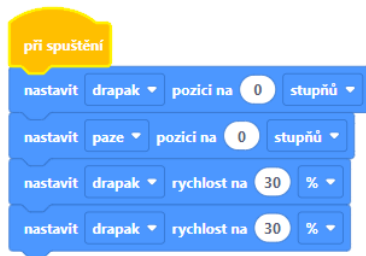 při spuštění
nastavit drapak pozici na 0 stupňů
nastavit paze pozici na 0 stupňů
nastavit drapak rychlost na 30 %
nastavit drapak rychlost na 30 %